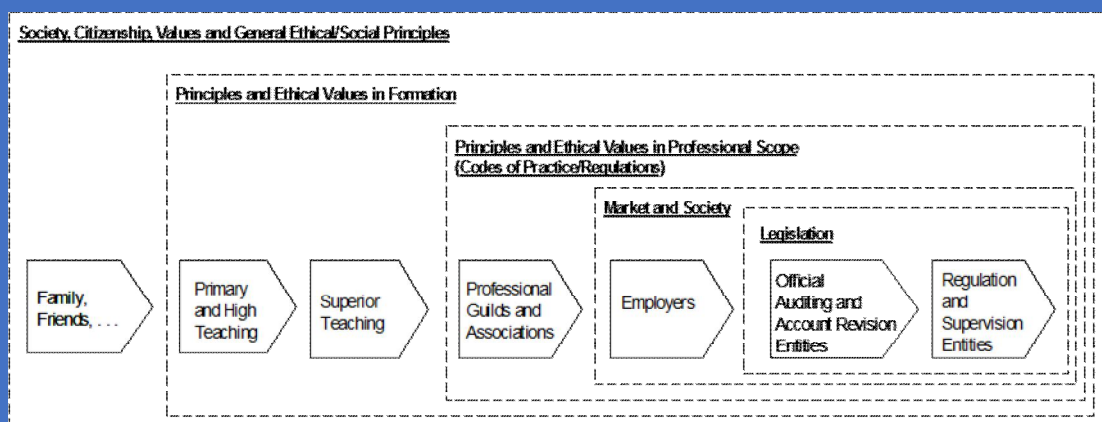 Society, Citizenship, Values and General Ethical/Social Principles
Principles and Ethical Values in Formation
Principles and Ethical Values in Professional Scope
(Codes of Practice/Regulations)
Market and Society
Legislation
Family,
Friends, . . .
Primary
and High
Teaching
Superior
Teaching
Professional
Guilds and
Associations
Employers
Official
Auditing and
Account Revision
Entities
Regulation
and
Supervision
Entities